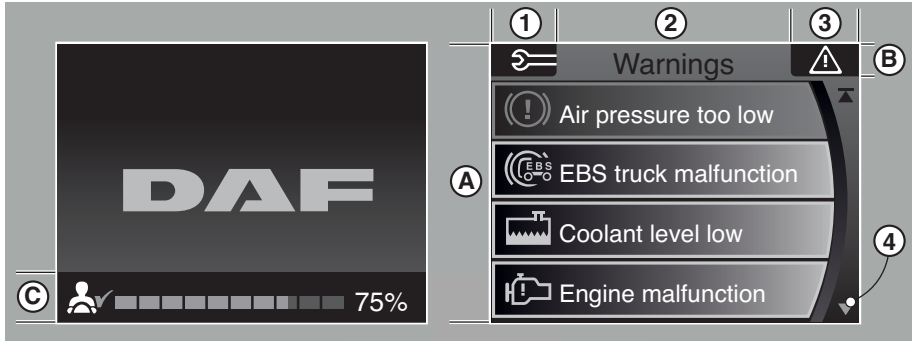 1 2 3
B
Warnings
Air pressure too low
A
EBS
EBS truck malfunction
DAF
Coolant level low
4
C
75%
Engine malfunction